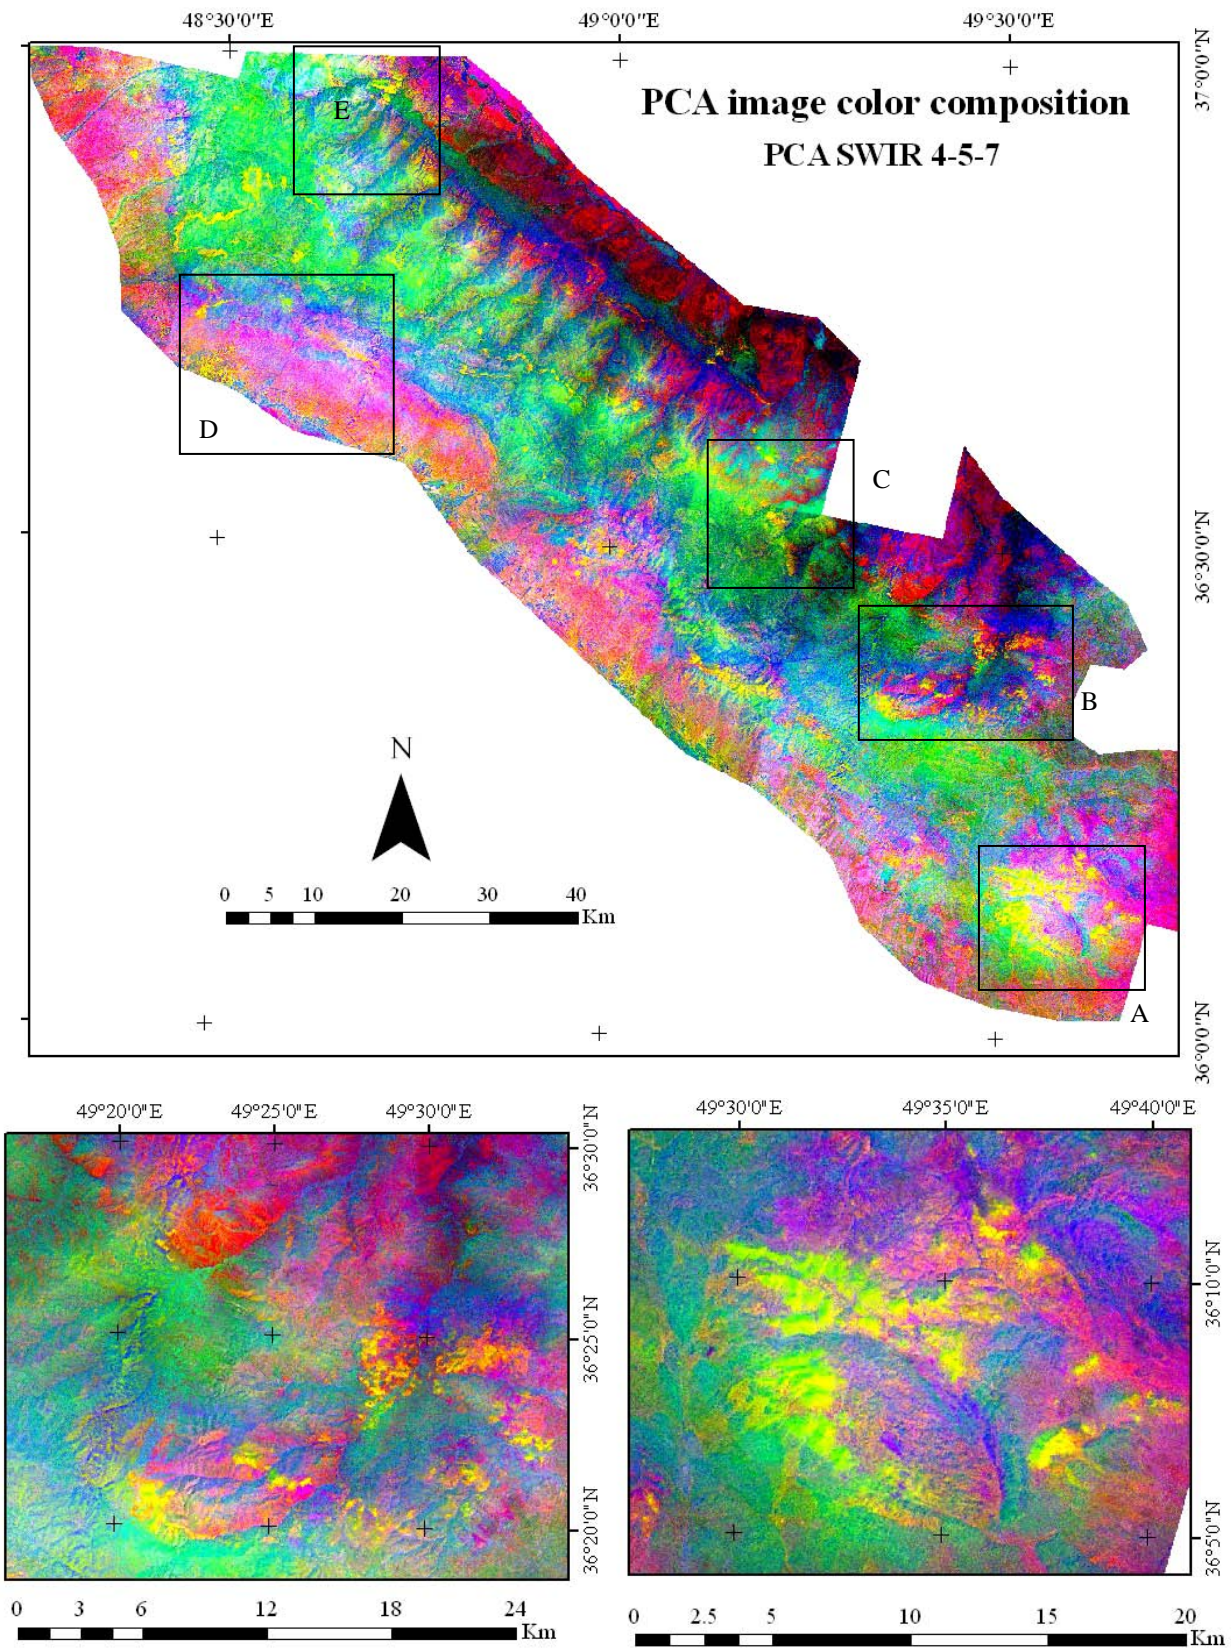 48°30'0"E 49°0'0"E 49°30'0"E
37°0'0"N
PCA image color composition
PCA SWIR 4-5-7
E
D
C
36°30'0"N
B
N
0 5 10 20 30 40
Km
A
36°0'0"N
49°20'0"E 49°25'0"E 49°30'0"E
49°30'0"E 49°35'0"E 49°40'0"E
36°30'0"N
36°25'0"N
36°20'0"N
36°10'0"N
36°5'0"N
0 3 6 12 18 24
Km
0 2.5 5 10 15 20
Km